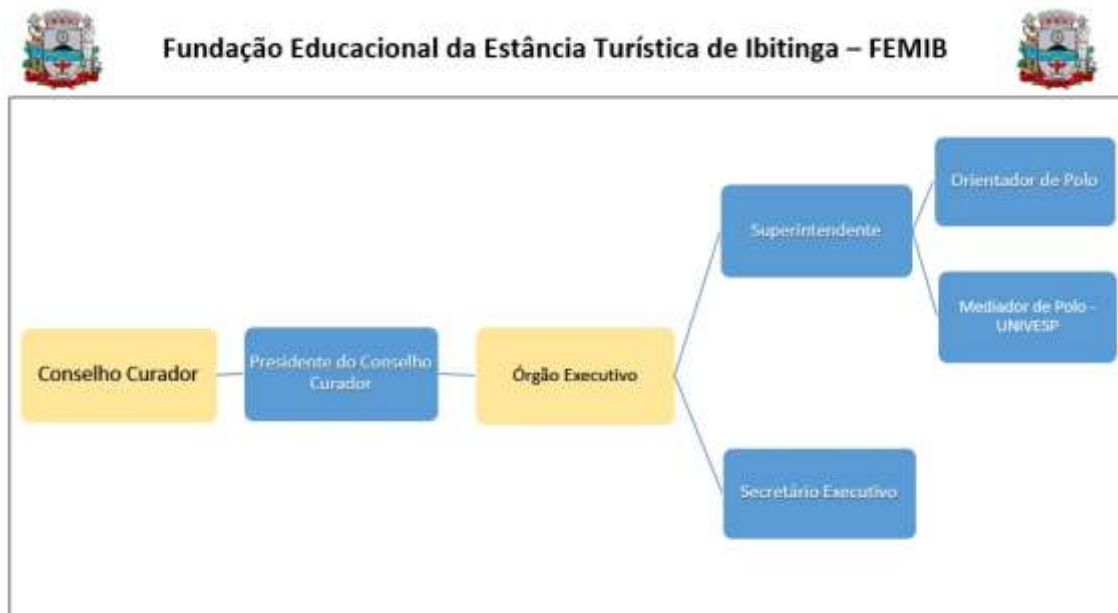 Fundação Educacional da Estância Turística de Ibitinga – FEMIB
Conselho Curador
Presidente do Conselho
Curador
Órgão Executivo
Superintendente
Orientador de Polo
Mediador de Polo -
UNIVESP
Secretário Executivo